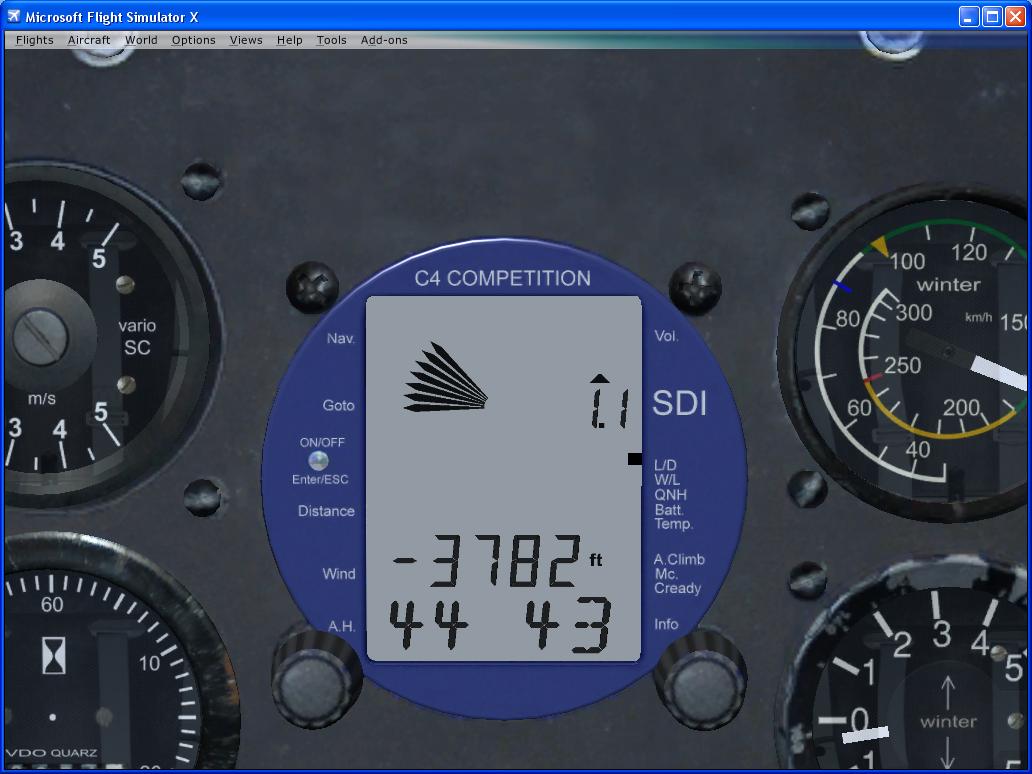 Microsoft Flight Simulator X
Flights Aircraft World Options Views Help Tools Add-ons
3 4 5
vario
SC
m/s
3 4 5
60
10
VDO QUARZ
C4 COMPETITION
Nav.
Goto
ON/OFF
Enter/ESC
Distance
Wind
A.H.
1.1
-3782 ft
44 43
Vol.
SDI
L/D
W/L
QNH
Batt.
Temp.
A.Climb
Mc.
Cready
Info
100 120
winter
km/h
300
80
150
250
60
200
40
2 3 4
1 5
0
winter
1
5